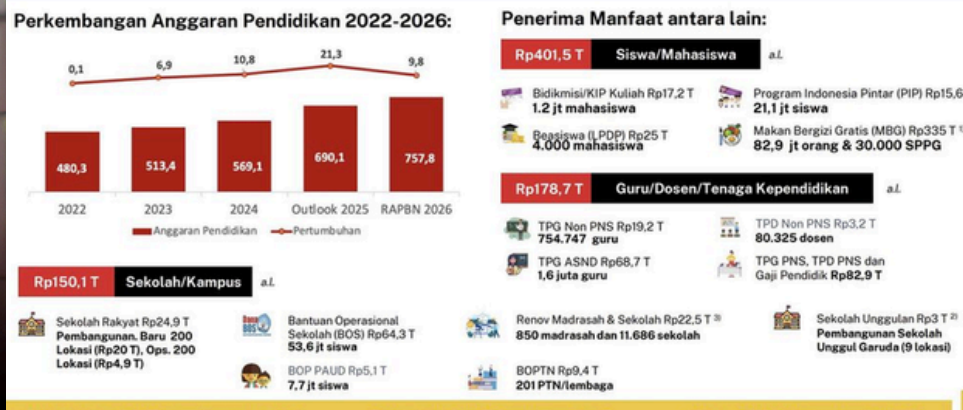 Perkembangan Anggaran Pendidikan 2022-2026:
0,1
6,9
10,8
21,3
9,8
480,3
513,4
569,1
690,1
757,8
2022
2023
2024
Outlook 2025
RAPBN 2026
Anggaran Pendidikan
Pertumbuhan
Penerima Manfaat antara lain:
Rp401,5 T Siswa/Mahasiswa a.l.
Bidikmisi/KIP Kuliah Rp17,2 T
1.2 jt mahasiswa
Program Indonesia Pintar (PIP) Rp15,6
21,1 jt siswa
Beasiswa (LPDP) Rp25 T
4.000 mahasiswa
Makan Bergizi Gratis (MBG) Rp335 T 1)
82,9 jt orang & 30.000 SPPG
Rp178,7 T Guru/Dosen/Tenaga Kependidikan a.l.
TPG Non PNS Rp19,2 T
754.747 guru
TPD Non PNS Rp3,2 T
80.325 dosen
TPG ASND Rp68,7 T
1,6 juta guru
TPG PNS, TPD PNS dan
Gaji Pendidik Rp82,9 T
Rp150,1 T Sekolah/Kampus a.l.
Sekolah Rakyat Rp24,9 T
Pembangunan. Baru 200
Lokasi (Rp20 T), Ops. 200
Lokasi (Rp4,9 T)
Dana
BOS
Bantuan Operasional
Sekolah (BOS) Rp64,3 T
53,6 jt siswa
BOP PAUD Rp5,1 T
7,7 jt siswa
Renov Madrasah & Sekolah Rp22,5 T 3)
850 madrasah dan 11.686 sekolah
BOPTN Rp9,4 T
201 PTN/lembaga
Sekolah Unggulan Rp3 T 2)
Pembangunan Sekolah
Unggul Garuda (9 lokasi)